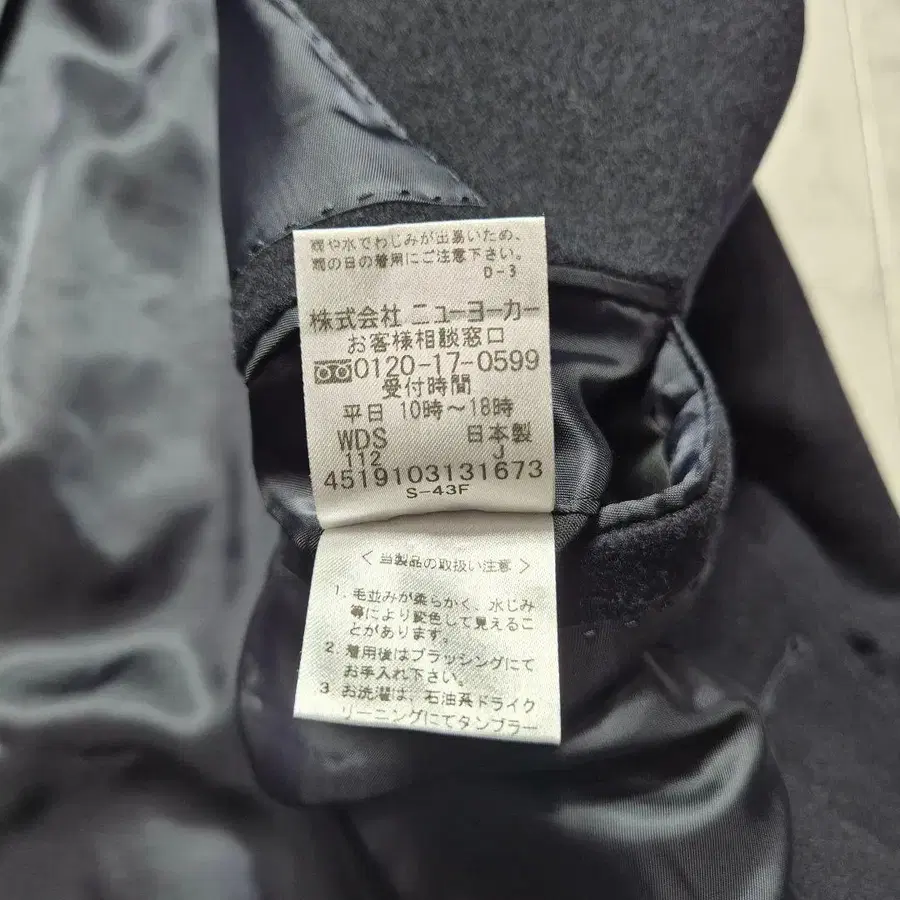 雨や水でわじみが出易いため、
雨の日の着用にご注意下さい。
D-3
株式会社 ニューヨーカー
お客様相談窓口
0120-17-0599
受付時間
平日 10時～18時
WDS 日本製
112 J
4519103131673
S-43F
＜当製品の取扱い注意＞
1. 毛並みが柔らかく、水じみ
等により変色して見えるこ
とがあります。
2. 着用後はブラッシングにて
お手入れ下さい。
3 お洗濯は、石油系ドライク
リーニングにてタンブラー